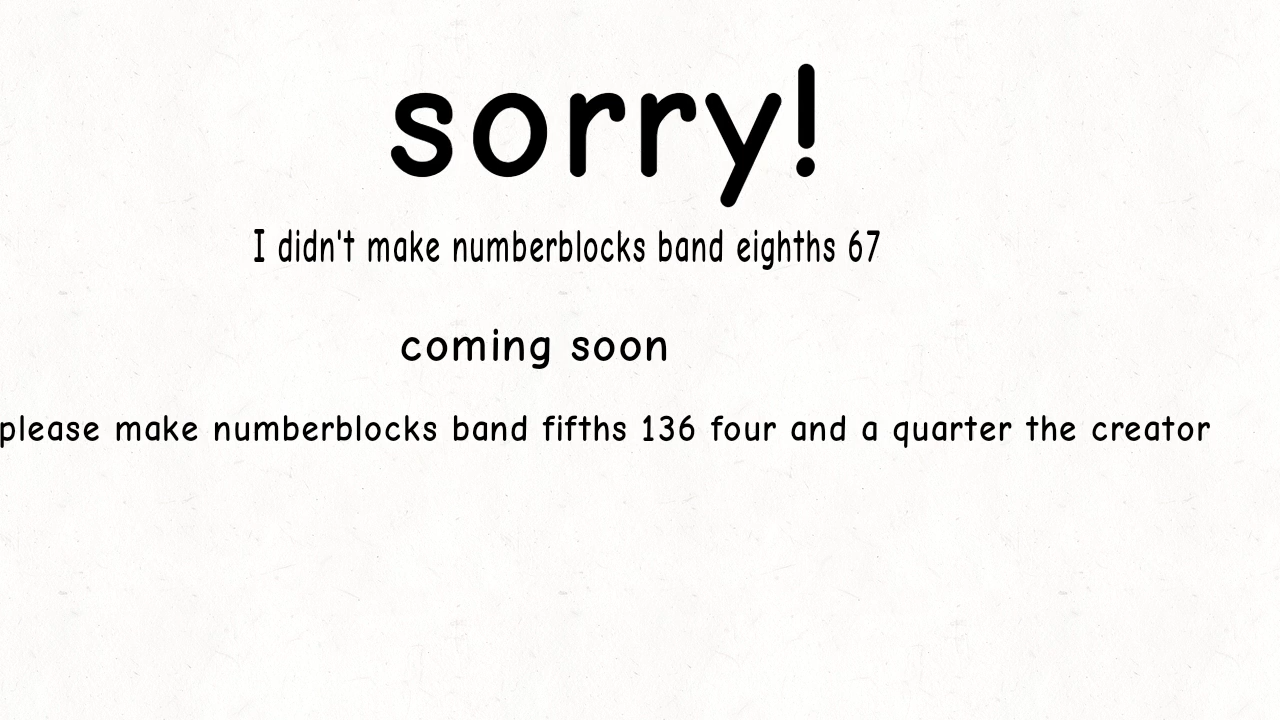 sorry!
I didn't make numberblocks band eighths 67
coming soon
please make numberblocks band fifths 136 four and a quarter the creator